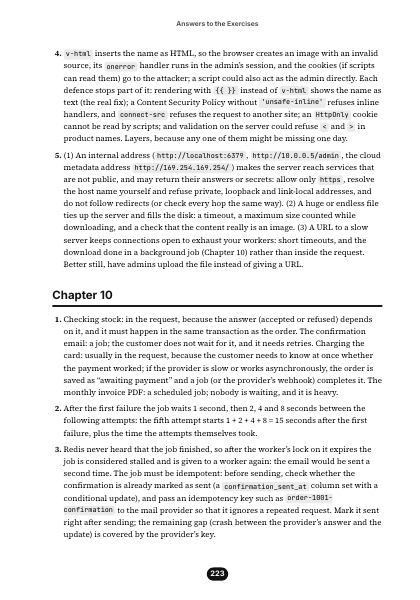 Answers to the Exercises
4. v-html inserts the name as HTML, so the browser creates an image with an invalid
source, its onerror handler runs in the admin's session, and the cookies (if scripts
can read them) go to the attacker; a script could also act as the admin directly. Each
defence stops part of it: rendering with {{ }} instead of v-html shows the name as
text (the real fix); a Content Security Policy without 'unsafe-inline' refuses inline
handlers, and connect-src refuses the request to another site; an HttpOnly
cookie cannot be read by scripts; and validation on the server could refuse < and > in
product names. Layers, because any one of them might be missing one day.
5. (1) An internal address (http://localhost:6379, http://10.0.0.5/admin, the cloud
metadata address http://169.254.169.254/) makes the server reach services that
are not public, and may return their answers or secrets: allow only https, resolve
the host name yourself and refuse private, loopback and link-local addresses, and
do not follow redirects (or check every hop the same way). (2) A huge or endless file
ties up the server and fills the disk: a timeout, a maximum size counted while
downloading, and a check that the content really is an image. (3) A URL to a slow
server keeps connections open to exhaust your workers: short timeouts, and the
download done in a background job (Chapter 10) rather than inside the request.
Better still, have admins upload the file instead of giving a URL.
Chapter 10
1. Checking stock: in the request, because the answer (accepted or refused) depends
on it, and it must happen in the same transaction as the order. The confirmation
email: a job; the customer does not wait for it, and it needs retries. Charging the
card: usually in the request, because the customer needs to know at once whether
the payment worked; if the provider is slow or works asynchronously, the order is
saved as "awaiting payment" and a job (or the provider's webhook) completes it. The
monthly invoice PDF: a scheduled job; nobody is waiting, and it is heavy.
2. After the first failure the job waits 1 second, then 2, 4 and 8 seconds between the
following attempts: the fifth attempt starts 1 + 2 + 4 + 8 = 15 seconds after the first
failure, plus the time the attempts themselves took.
3. Redis never heard that the job finished, so after the worker's lock on it expires the
job is considered stalled and is given to a worker again: the email would be sent a
second time. The job must be idempotent: before sending, check whether the
confirmation is already marked as sent (a confirmation_sent_at column set with a
conditional update), and pass an idempotency key such as order-1001-
confirmation to the mail provider so that it ignores a repeated request. Mark it sent
right after sending; the remaining gap (crash between the provider's answer and the
update) is covered by the provider's key.
223